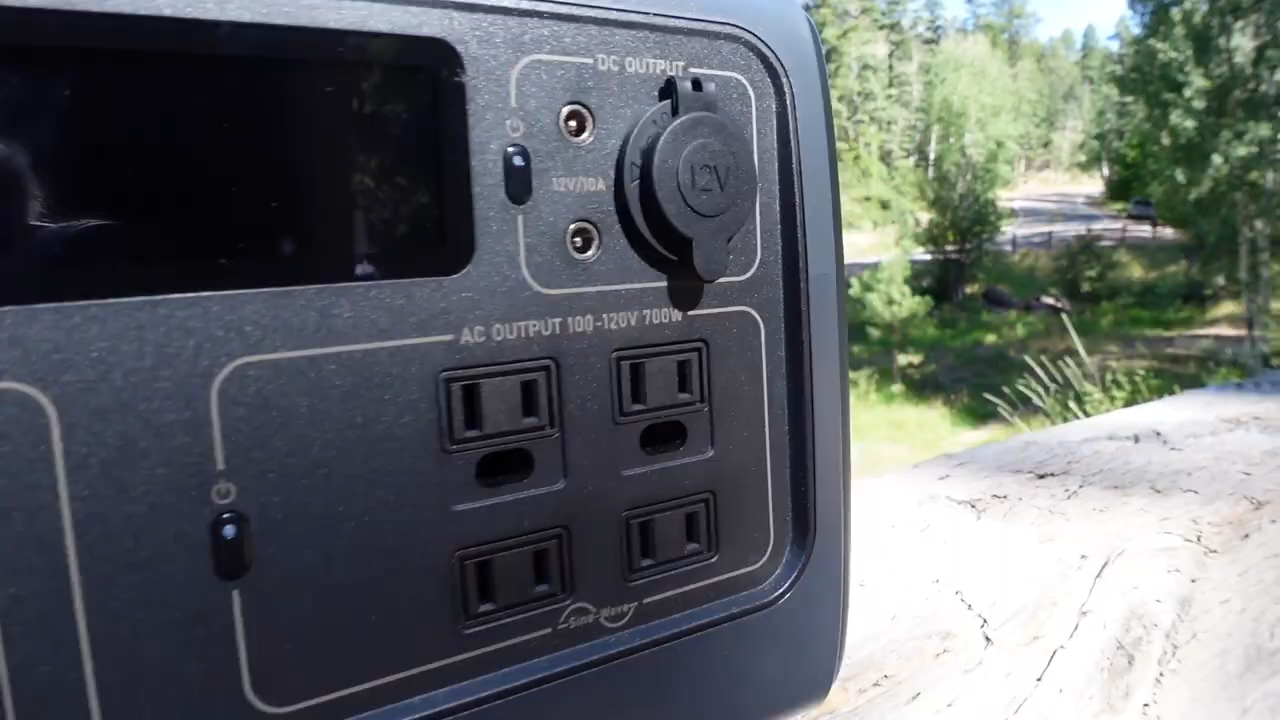 DC OUTPUT
12V/10A
12V
AC OUTPUT 100-120V 700W
Sine-Wave